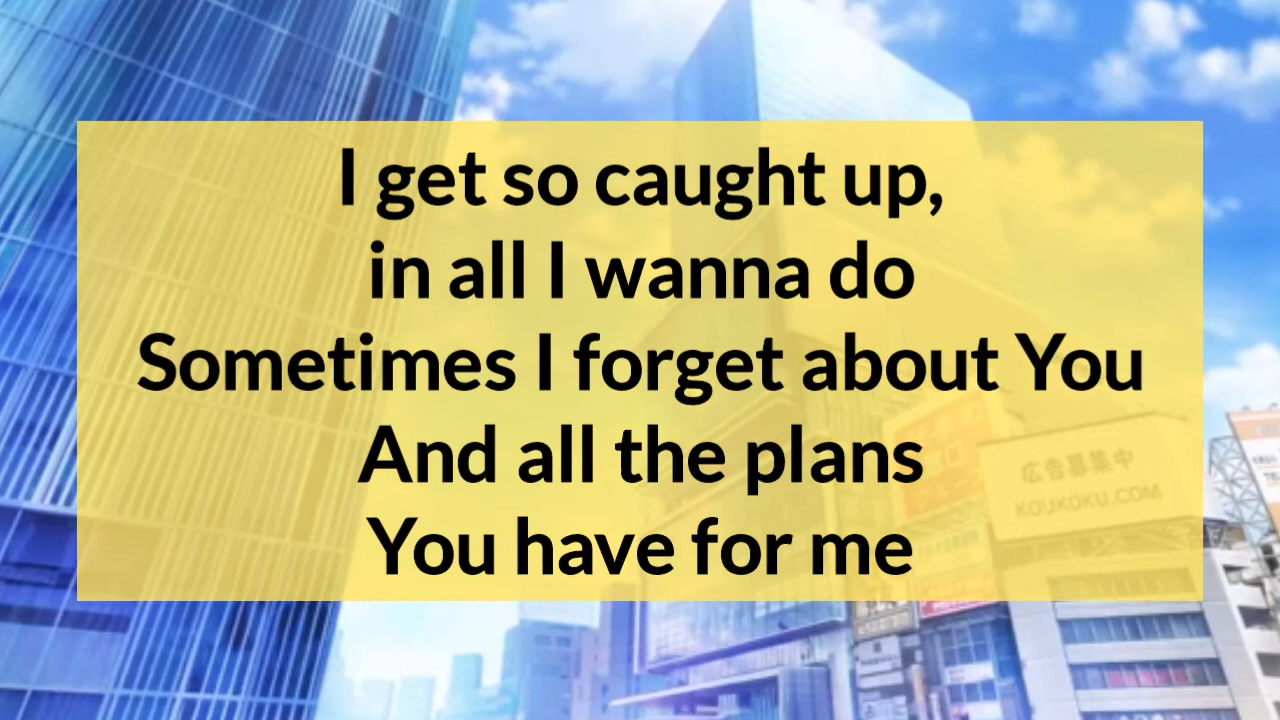 I get so caught up,
in all I wanna do
Sometimes I forget about You
And all the plans
You have for me
広告募集中
KOUKOKU.COM